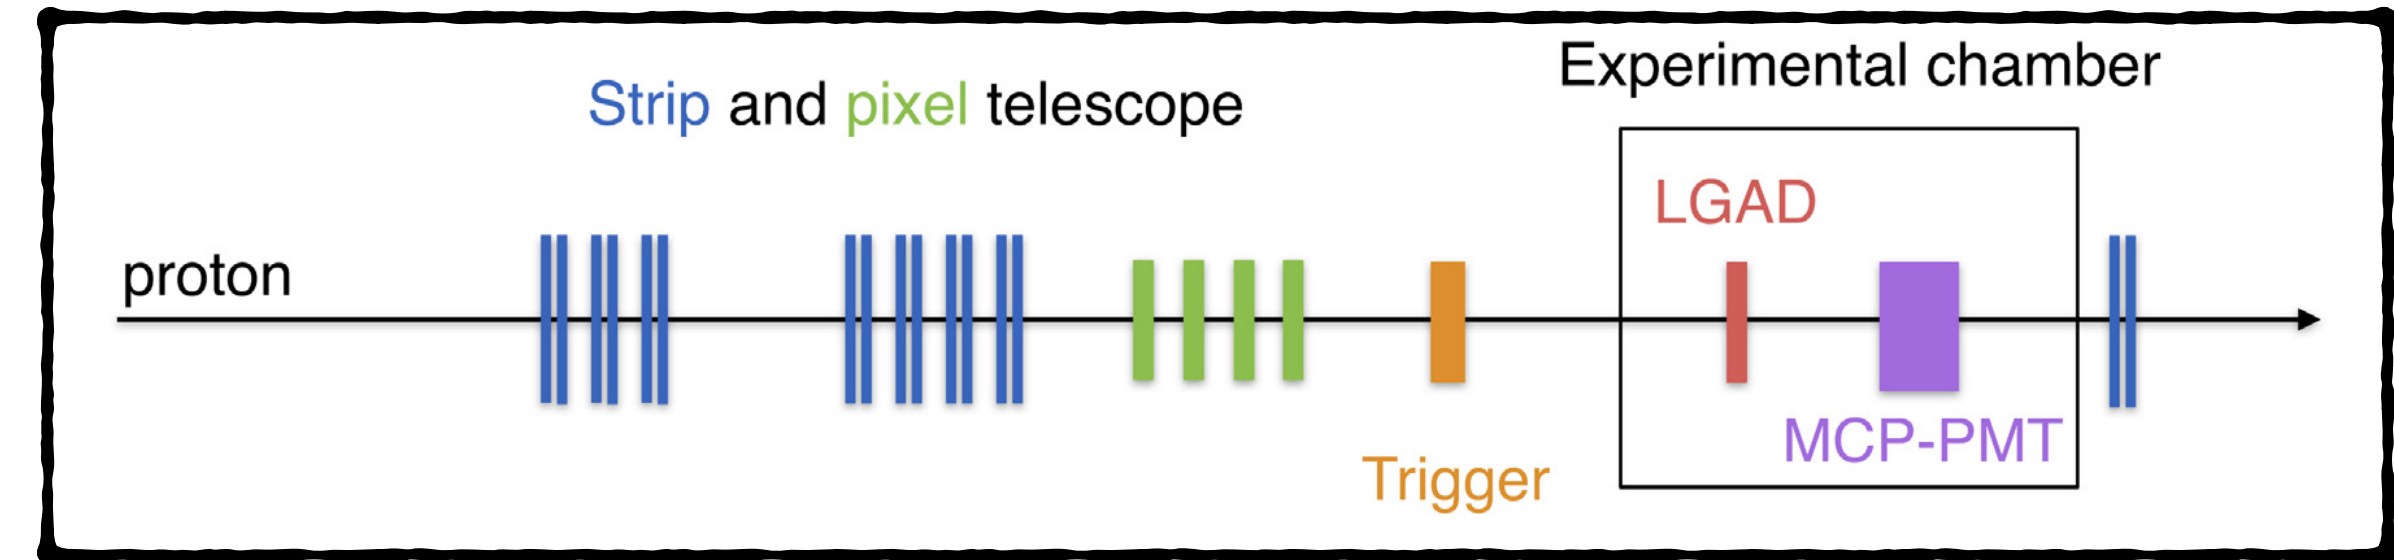 Experimental chamber
Strip and pixel telescope
LGAD
proton
MCP-PMT
Trigger